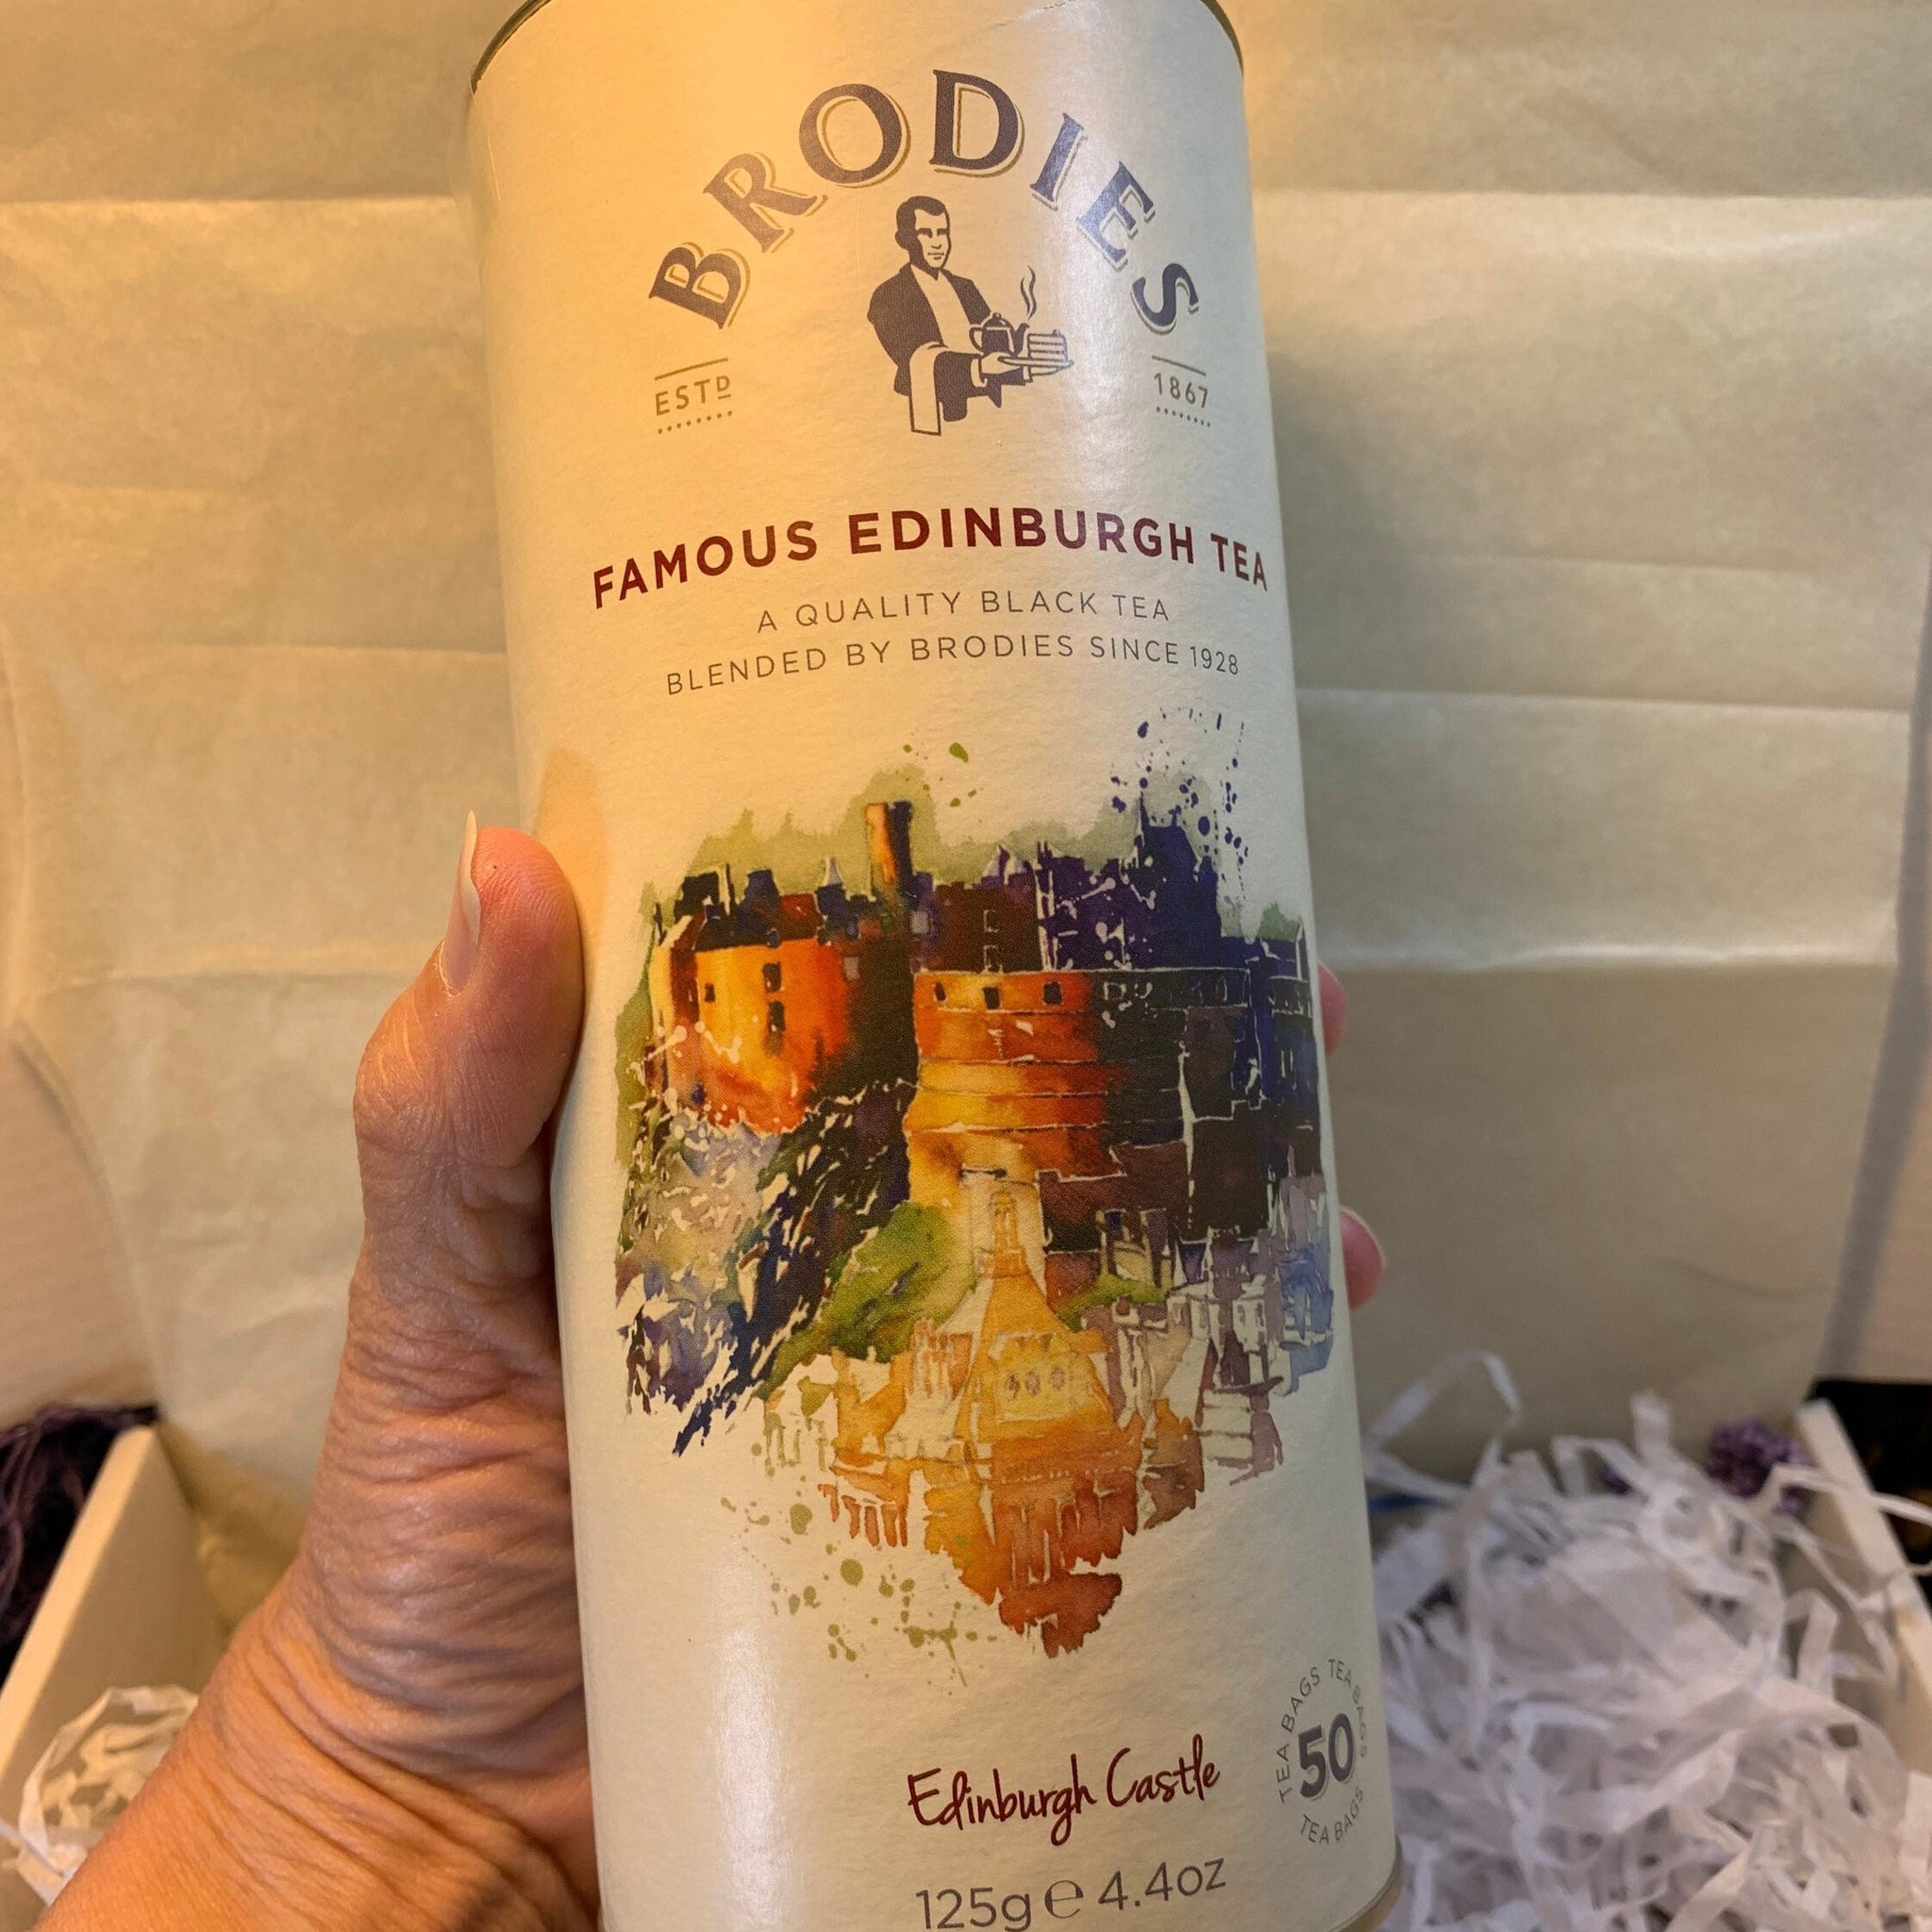 BRODIES
ESTD 1867
FAMOUS EDINBURGH TEA
A QUALITY BLACK TEA
BLENDED BY BRODIES SINCE 1928
Edinburgh Castle
TEA BAGS TEA BAGS
50
TEA BAGS
125g e 4.4oz